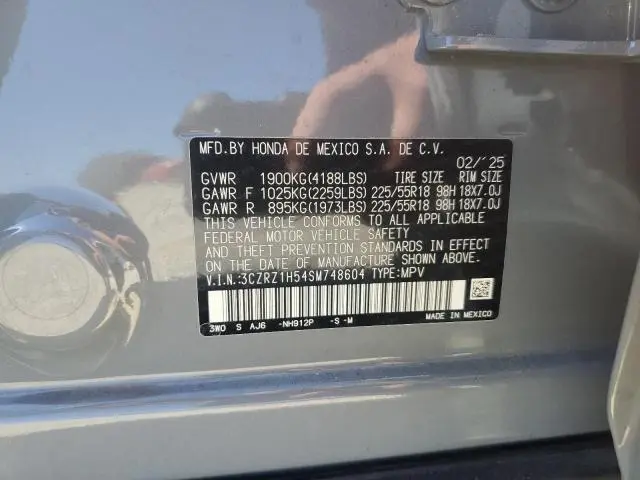 MFD.BY HONDA DE MEXICO S.A. DE C.V.
02/'25
GVWR 1900KG(4188LBS) TIRE SIZE RIM SIZE
GAWR F 1025KG(2259LBS) 225/55R18 98H 18X7.0J
GAWR R 895KG(1973LBS) 225/55R18 98H 18X7.0J
THIS VEHICLE CONFORMS TO ALL APPLICABLE
FEDERAL MOTOR VEHICLE SAFETY
AND THEFT PREVENTION STANDARDS IN EFFECT
ON THE DATE OF MANUFACTURE SHOWN ABOVE.
V.I.N.:3CZRZ1H54SM748604 TYPE:MPV
3W0 S AJ6 -NH912P -S -M
MADE IN MEXICO